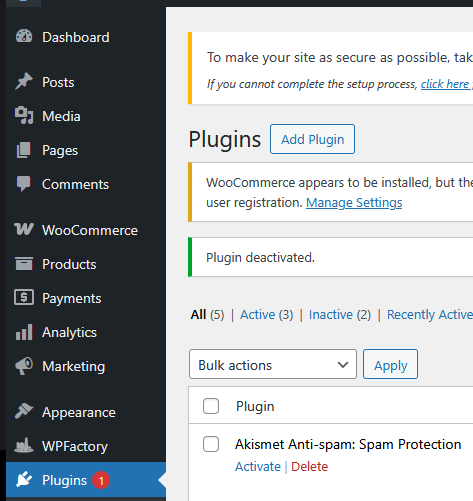 Dashboard
Posts
Media
Pages
Comments
WooCommerce
Products
Payments
Analytics
Marketing
Appearance
WPFactory
Plugins 1
To make your site as secure as possible, tak
If you cannot complete the setup process, click here
Plugins Add Plugin
WooCommerce appears to be installed, but the
user registration. Manage Settings
Plugin deactivated.
All (5) | Active (3) | Inactive (2) | Recently Active
Bulk actions Apply
Plugin
Akismet Anti-spam: Spam Protection
Activate | Delete